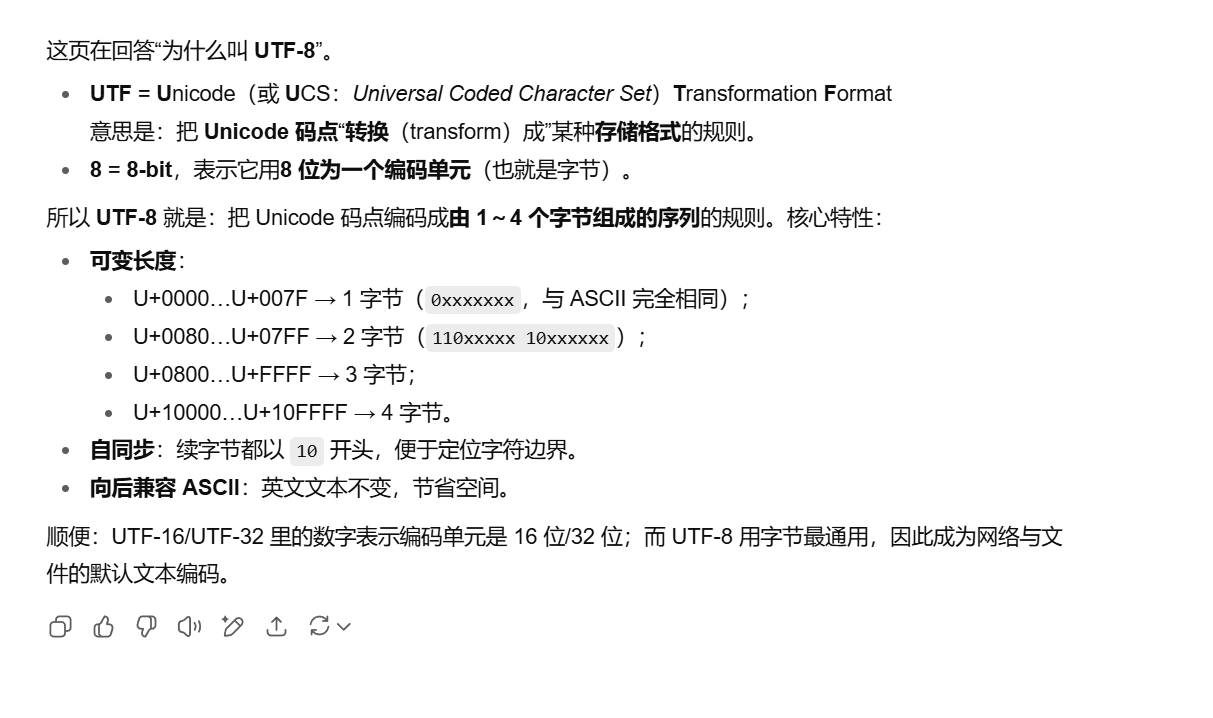 这页在回答“为什么叫 UTF-8”。
UTF = Unicode（或 UCS：Universal Coded Character Set）Transformation Format
意思是：把 Unicode 码点“转换（transform）成”某种存储格式的规则。
8 = 8-bit，表示它用8 位为一个编码单元（也就是字节）。
所以 UTF-8 就是：把 Unicode 码点编码成由 1～4 个字节组成的序列的规则。核心特性：
可变长度：
U+0000…U+007F → 1 字节（0xxxxxxx，与 ASCII 完全相同）；
U+0080…U+07FF → 2 字节（110xxxxx 10xxxxxx）；
U+0800…U+FFFF → 3 字节；
U+10000…U+10FFFF → 4 字节。
自同步：续字节都以 10 开头，便于定位字符边界。
向后兼容 ASCII：英文文本不变，节省空间。
顺便：UTF-16/UTF-32 里的数字表示编码单元是 16 位/32 位；而 UTF-8 用字节最通用，因此成为网络与文
件的默认文本编码。